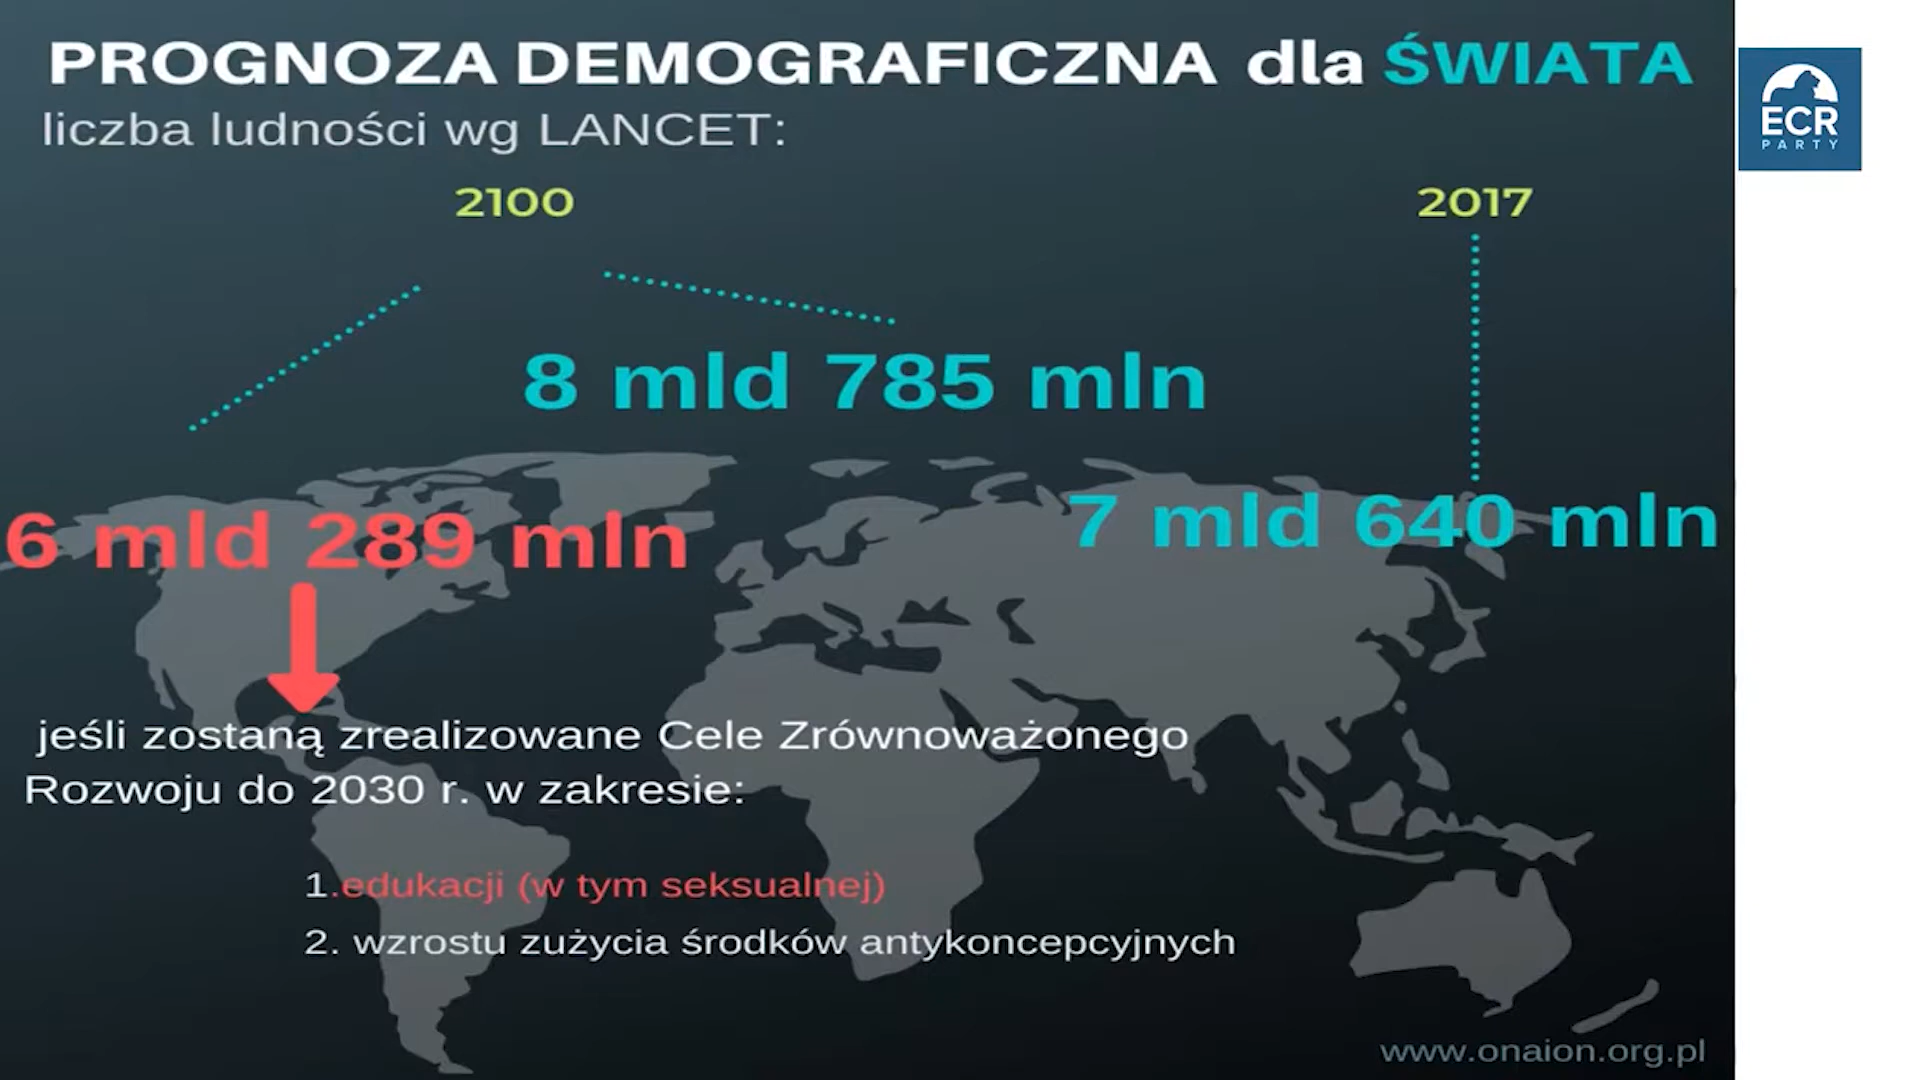 PROGNOZA DEMOGRAFICZNA dla ŚWIATA
liczba ludności wg LANCET:
2100
2017
8 mld 785 mln
6 mld 289 mln
7 mld 640 mln
jeśli zostaną zrealizowane Cele Zrównoważonego
Rozwoju do 2030 r. w zakresie:
1.edukacji (w tym seksualnej)
2. wzrostu zużycia środków antykoncepcyjnych
www.onaion.org.pl
ECR
PARTY